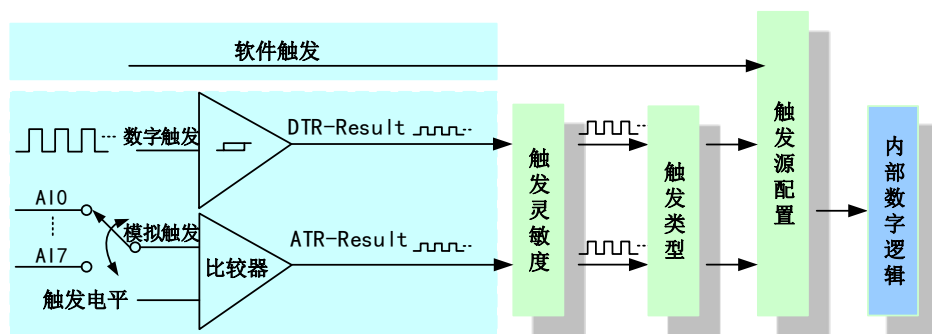 软件触发
数字触发
DTR-Result
AI0
AI7
模拟触发
触发电平
比较器
ATR-Result
触发灵敏度
触发类型
触发源配置
内部数字逻辑